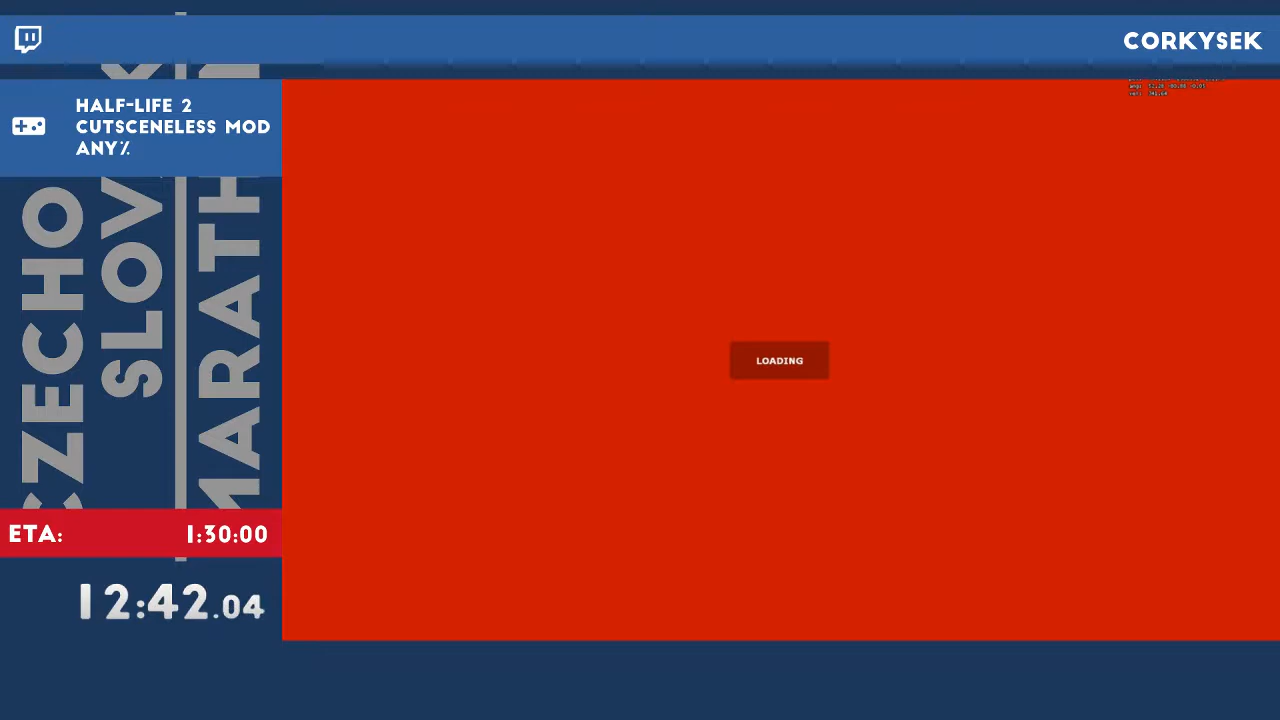 CORKYSEK
HALF-LIFE 2
CUTSCENELESS MOD
ANY%
CZECHO
SLOV
MARATH
LOADING
ETA: 1:30:00
12:42.04